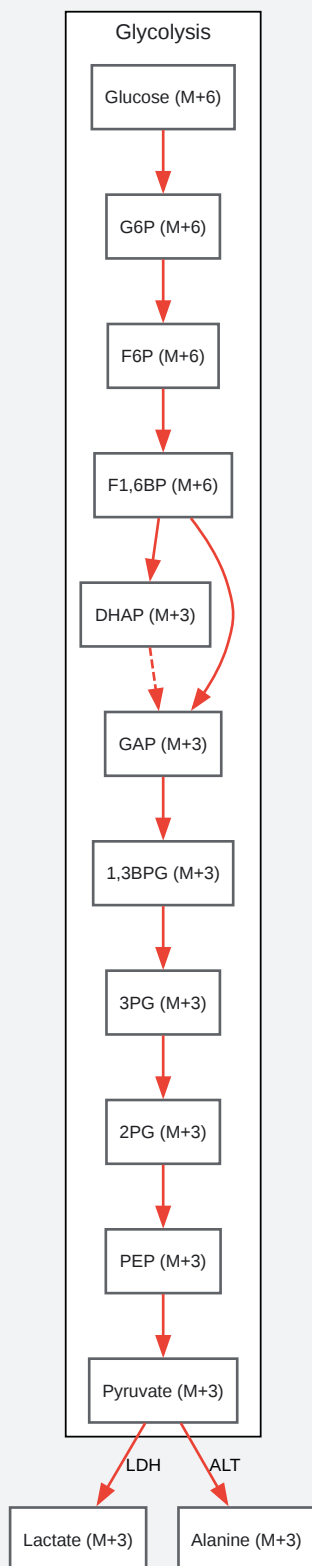 Glycolysis
Glucose (M+6)
G6P (M+6)
F6P (M+6)
F1,6BP (M+6)
DHAP (M+3)
GAP (M+3)
1,3BPG (M+3)
3PG (M+3)
2PG (M+3)
PEP (M+3)
Pyruvate (M+3)
LDH
ALT
Lactate (M+3)
Alanine (M+3)